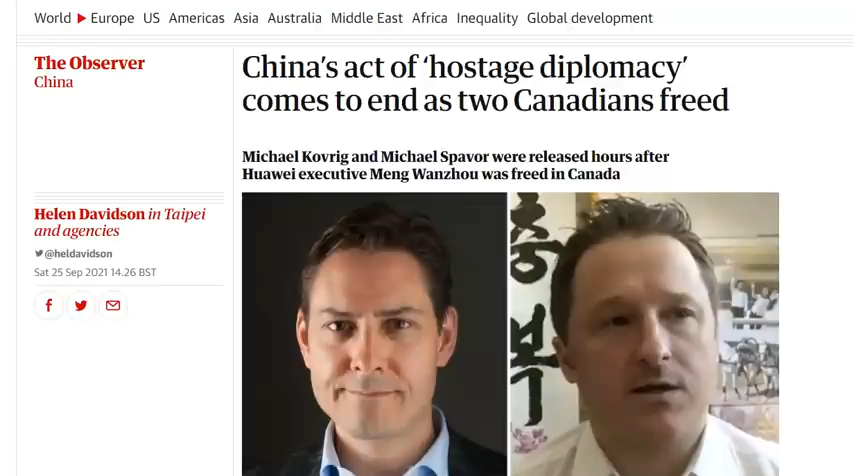 World ▶ Europe US Americas Asia Australia Middle East Africa Inequality Global development
The Observer
China
China's act of 'hostage diplomacy'
comes to end as two Canadians freed
Michael Kovrig and Michael Spavor were released hours after
Huawei executive Meng Wanzhou was freed in Canada
Helen Davidson in Taipei
and agencies
@heldavidson
Sat 25 Sep 2021 14.26 BST